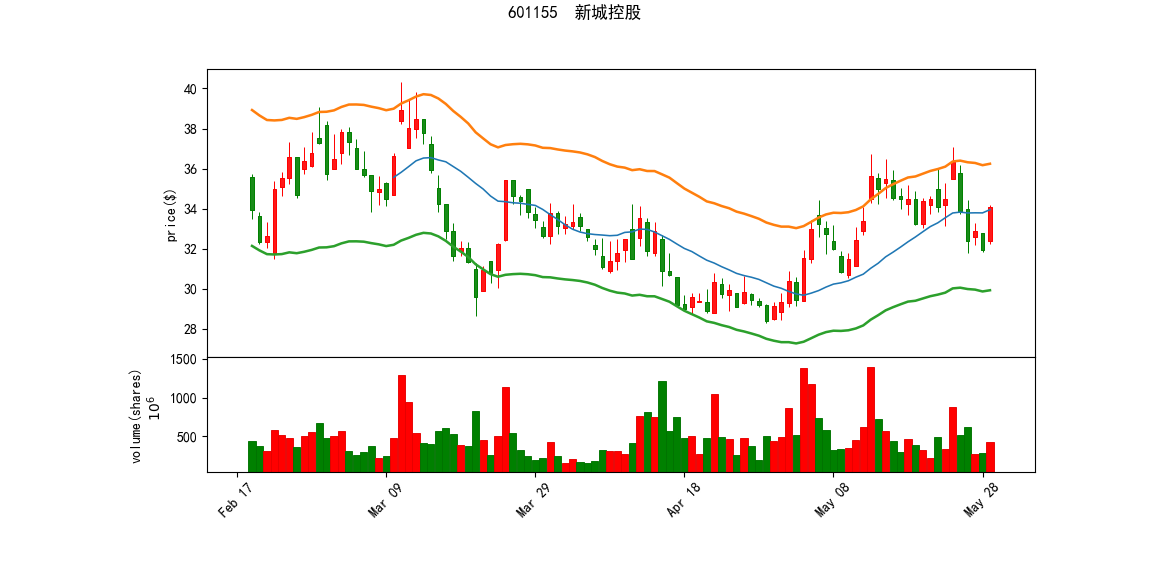 601155 新城控股
price($)
40
38
36
34
32
30
28
volume(shares)
10^6
1500
1000
500
Feb 17
Mar 09
Mar 29
Apr 18
May 08
May 28